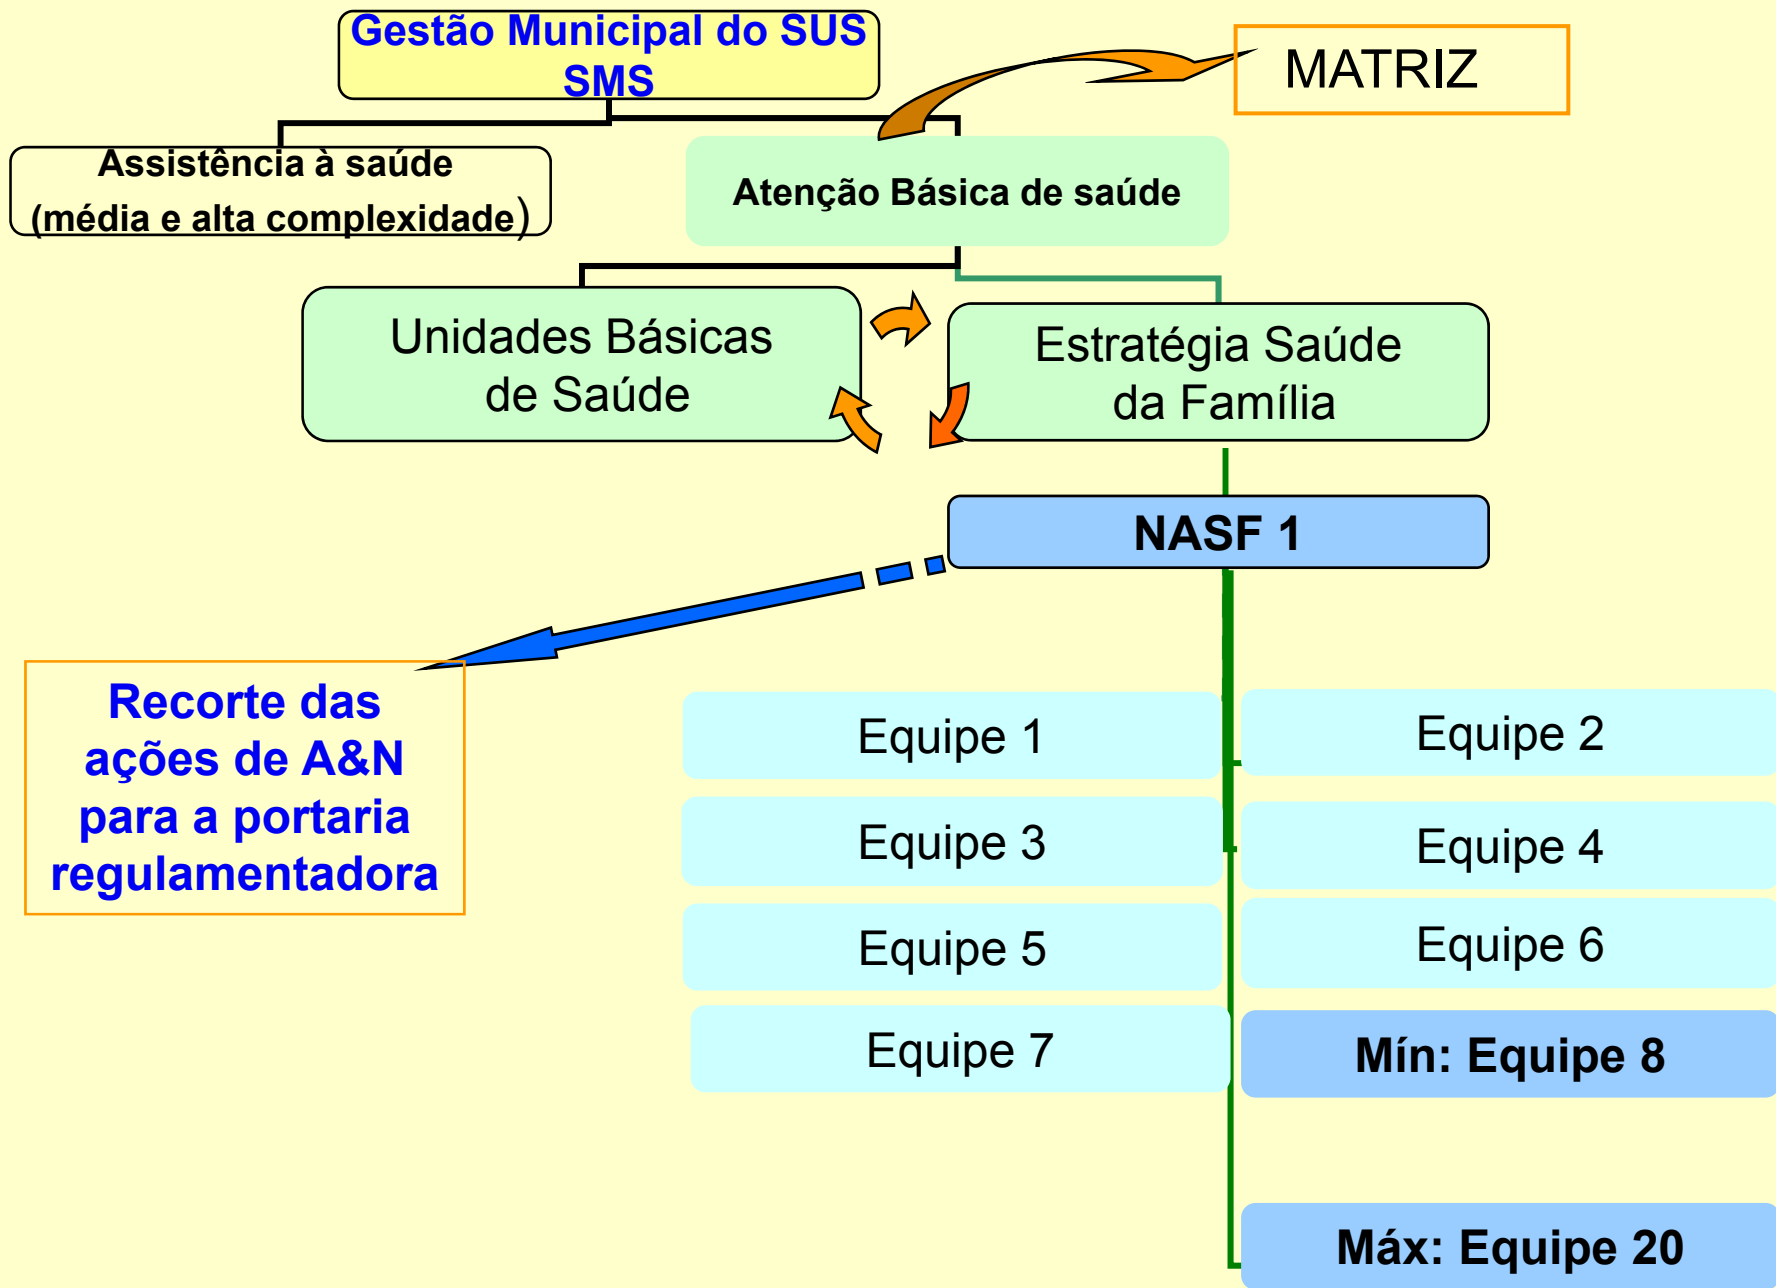 Gestão Municipal do SUS
SMS
MATRIZ
Assistência à saúde
(média e alta complexidade)
Atenção Básica de saúde
Unidades Básicas
de Saúde
Estratégia Saúde
da Família
NASF 1
Recorte das
ações de A&N
para a portaria
regulamentadora
Equipe 1
Equipe 2
Equipe 3
Equipe 4
Equipe 5
Equipe 6
Equipe 7
Mín: Equipe 8
Máx: Equipe 20